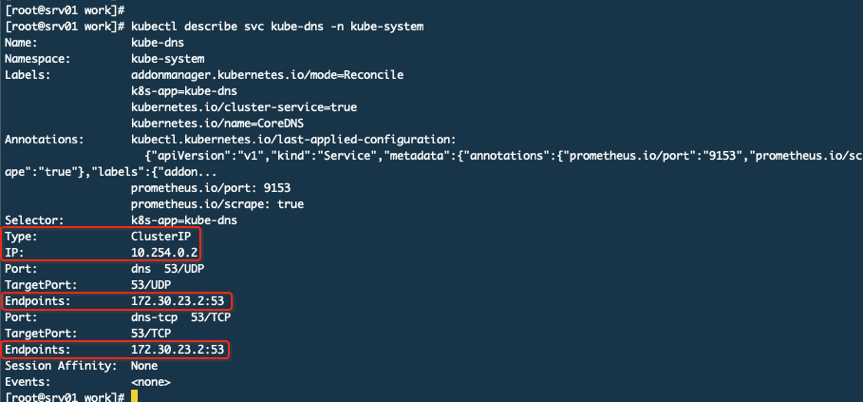 [root@srv01 work]#
[root@srv01 work]# kubectl describe svc kube-dns -n kube-system
Name: kube-dns
Namespace: kube-system
Labels: addonmanager.kubernetes.io/mode=Reconcile
k8s-app=kube-dns
kubernetes.io/cluster-service=true
kubernetes.io/name=CoreDNS
Annotations: kubectl.kubernetes.io/last-applied-configuration:
{"apiVersion":"v1","kind":"Service","metadata":{"annotations":{"prometheus.io/port":"9153","prometheus.io/scr
ape":"true"},"labels":{"addon...
prometheus.io/port: 9153
prometheus.io/scrape: true
Selector: k8s-app=kube-dns
Type: ClusterIP
IP: 10.254.0.2
Port: dns 53/UDP
TargetPort: 53/UDP
Endpoints: 172.30.23.2:53
Port: dns-tcp 53/TCP
TargetPort: 53/TCP
Endpoints: 172.30.23.2:53
Session Affinity: None
Events: <none>
[root@srv01 work]#